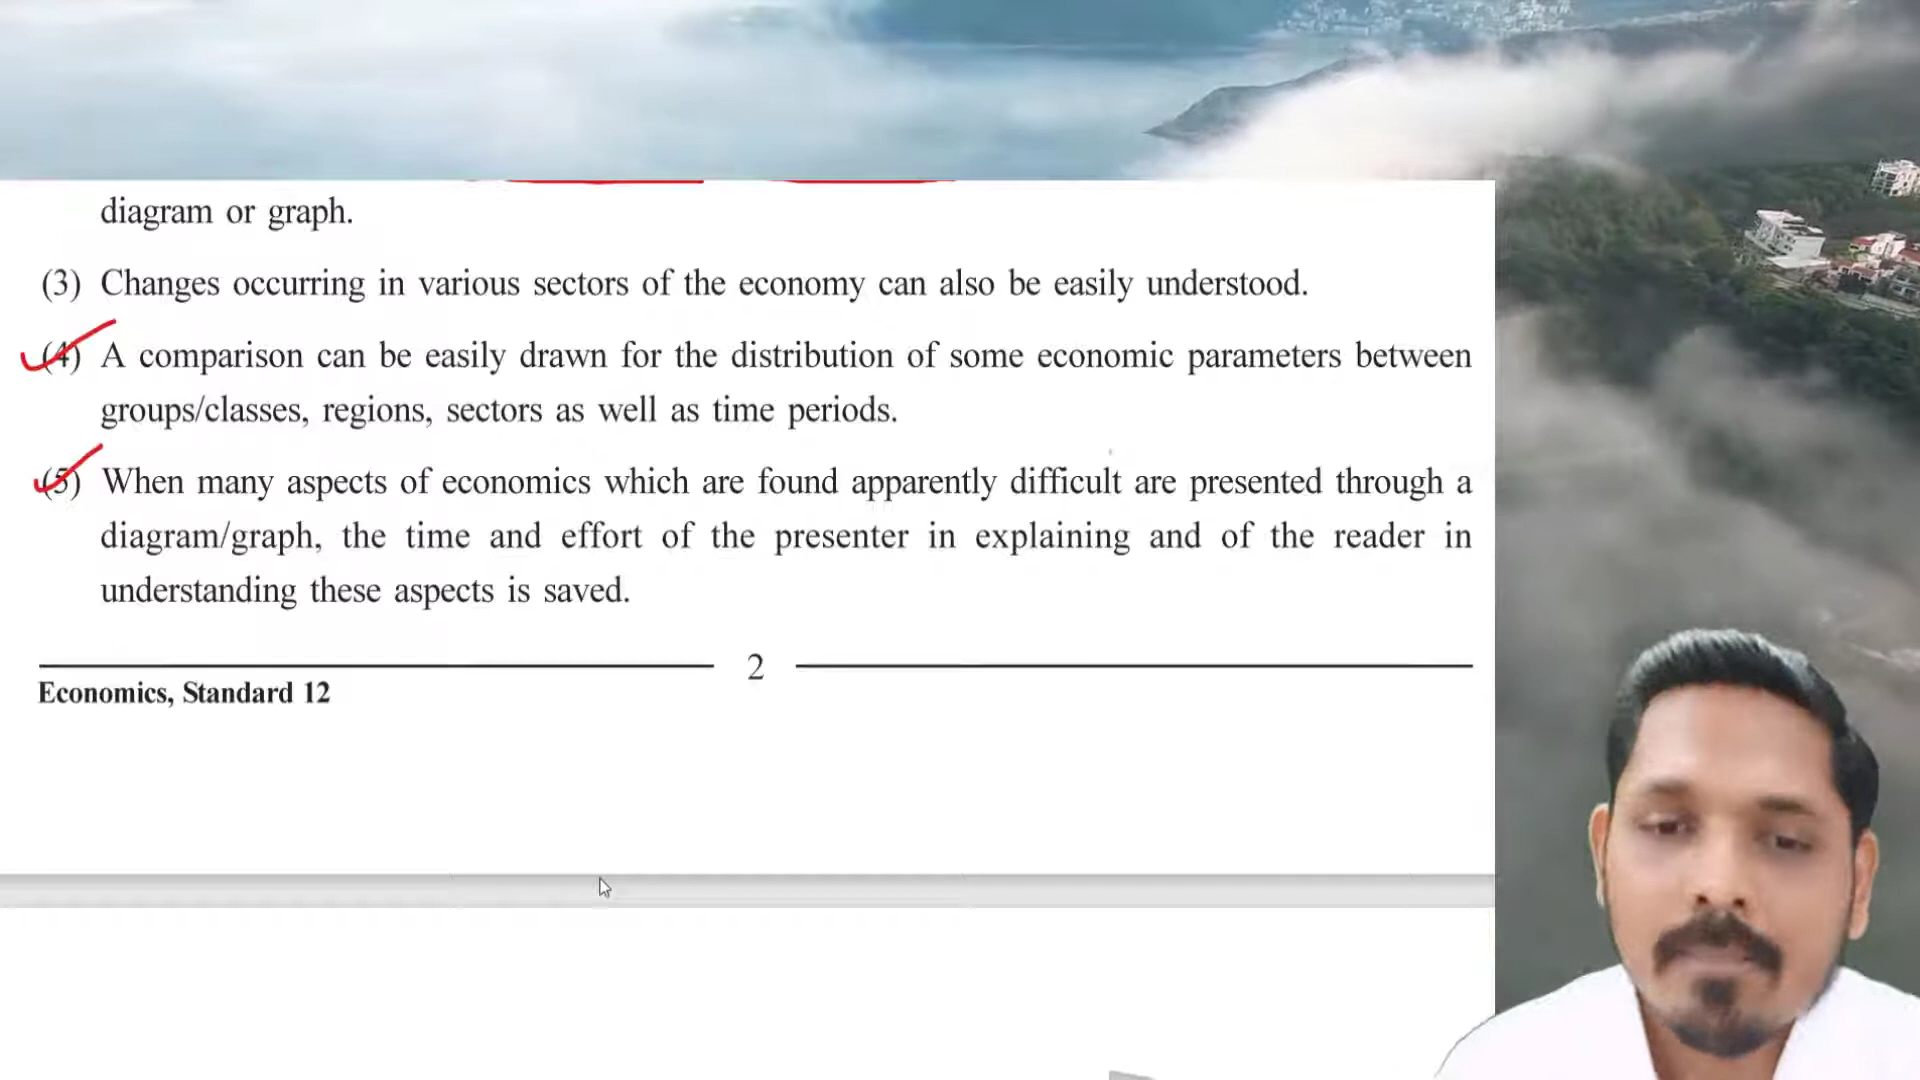 diagram or graph.
(3) Changes occurring in various sectors of the economy can also be easily understood.
(4) A comparison can be easily drawn for the distribution of some economic parameters between
groups/classes, regions, sectors as well as time periods.
(5) When many aspects of economics which are found apparently difficult are presented through a
diagram/graph, the time and effort of the presenter in explaining and of the reader in
understanding these aspects is saved.
2
Economics, Standard 12